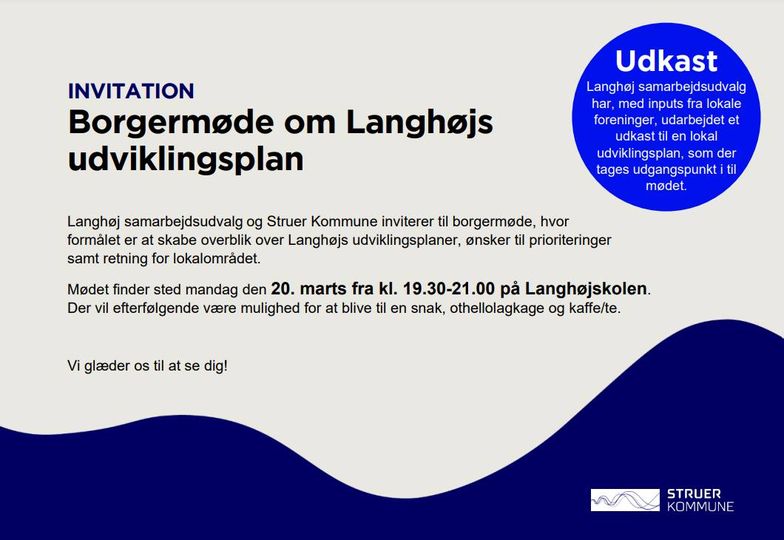 INVITATION
Borgermøde om Langhøjs
udviklingsplan
Udkast
Langhøj samarbejdsudvalg
har, med inputs fra lokale
foreninger, udarbejdet et
udkast til en lokal
udviklingsplan, som der
tages udgangspunkt i til
mødet.
Langhøj samarbejdsudvalg og Struer Kommune inviterer til borgermøde, hvor
formålet er at skabe overblik over Langhøjs udviklingsplaner, ønsker til prioriteringer
samt retning for lokalområdet.
Mødet finder sted mandag den 20. marts fra kl. 19.30-21.00 på Langhøjskolen.
Der vil efterfølgende være mulighed for at blive til en snak, othellolagkage og kaffe/te.
Vi glæder os til at se dig!
STRUER
KOMMUNE